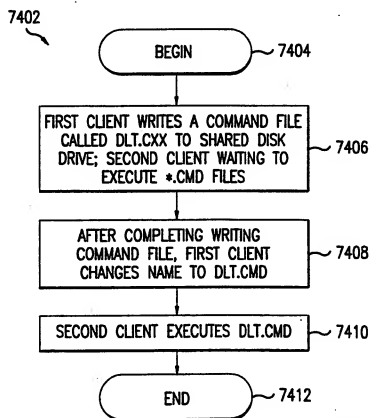 7402
BEGIN
7404
FIRST CLIENT WRITES A COMMAND FILE
CALLED DLT.CXX TO SHARED DISK
DRIVE; SECOND CLIENT WAITING TO
EXECUTE *.CMD FILES
7406
AFTER COMPLETING WRITING
COMMAND FILE, FIRST CLIENT
CHANGES NAME TO DLT.CMD
7408
SECOND CLIENT EXECUTES DLT.CMD
7410
END
7412